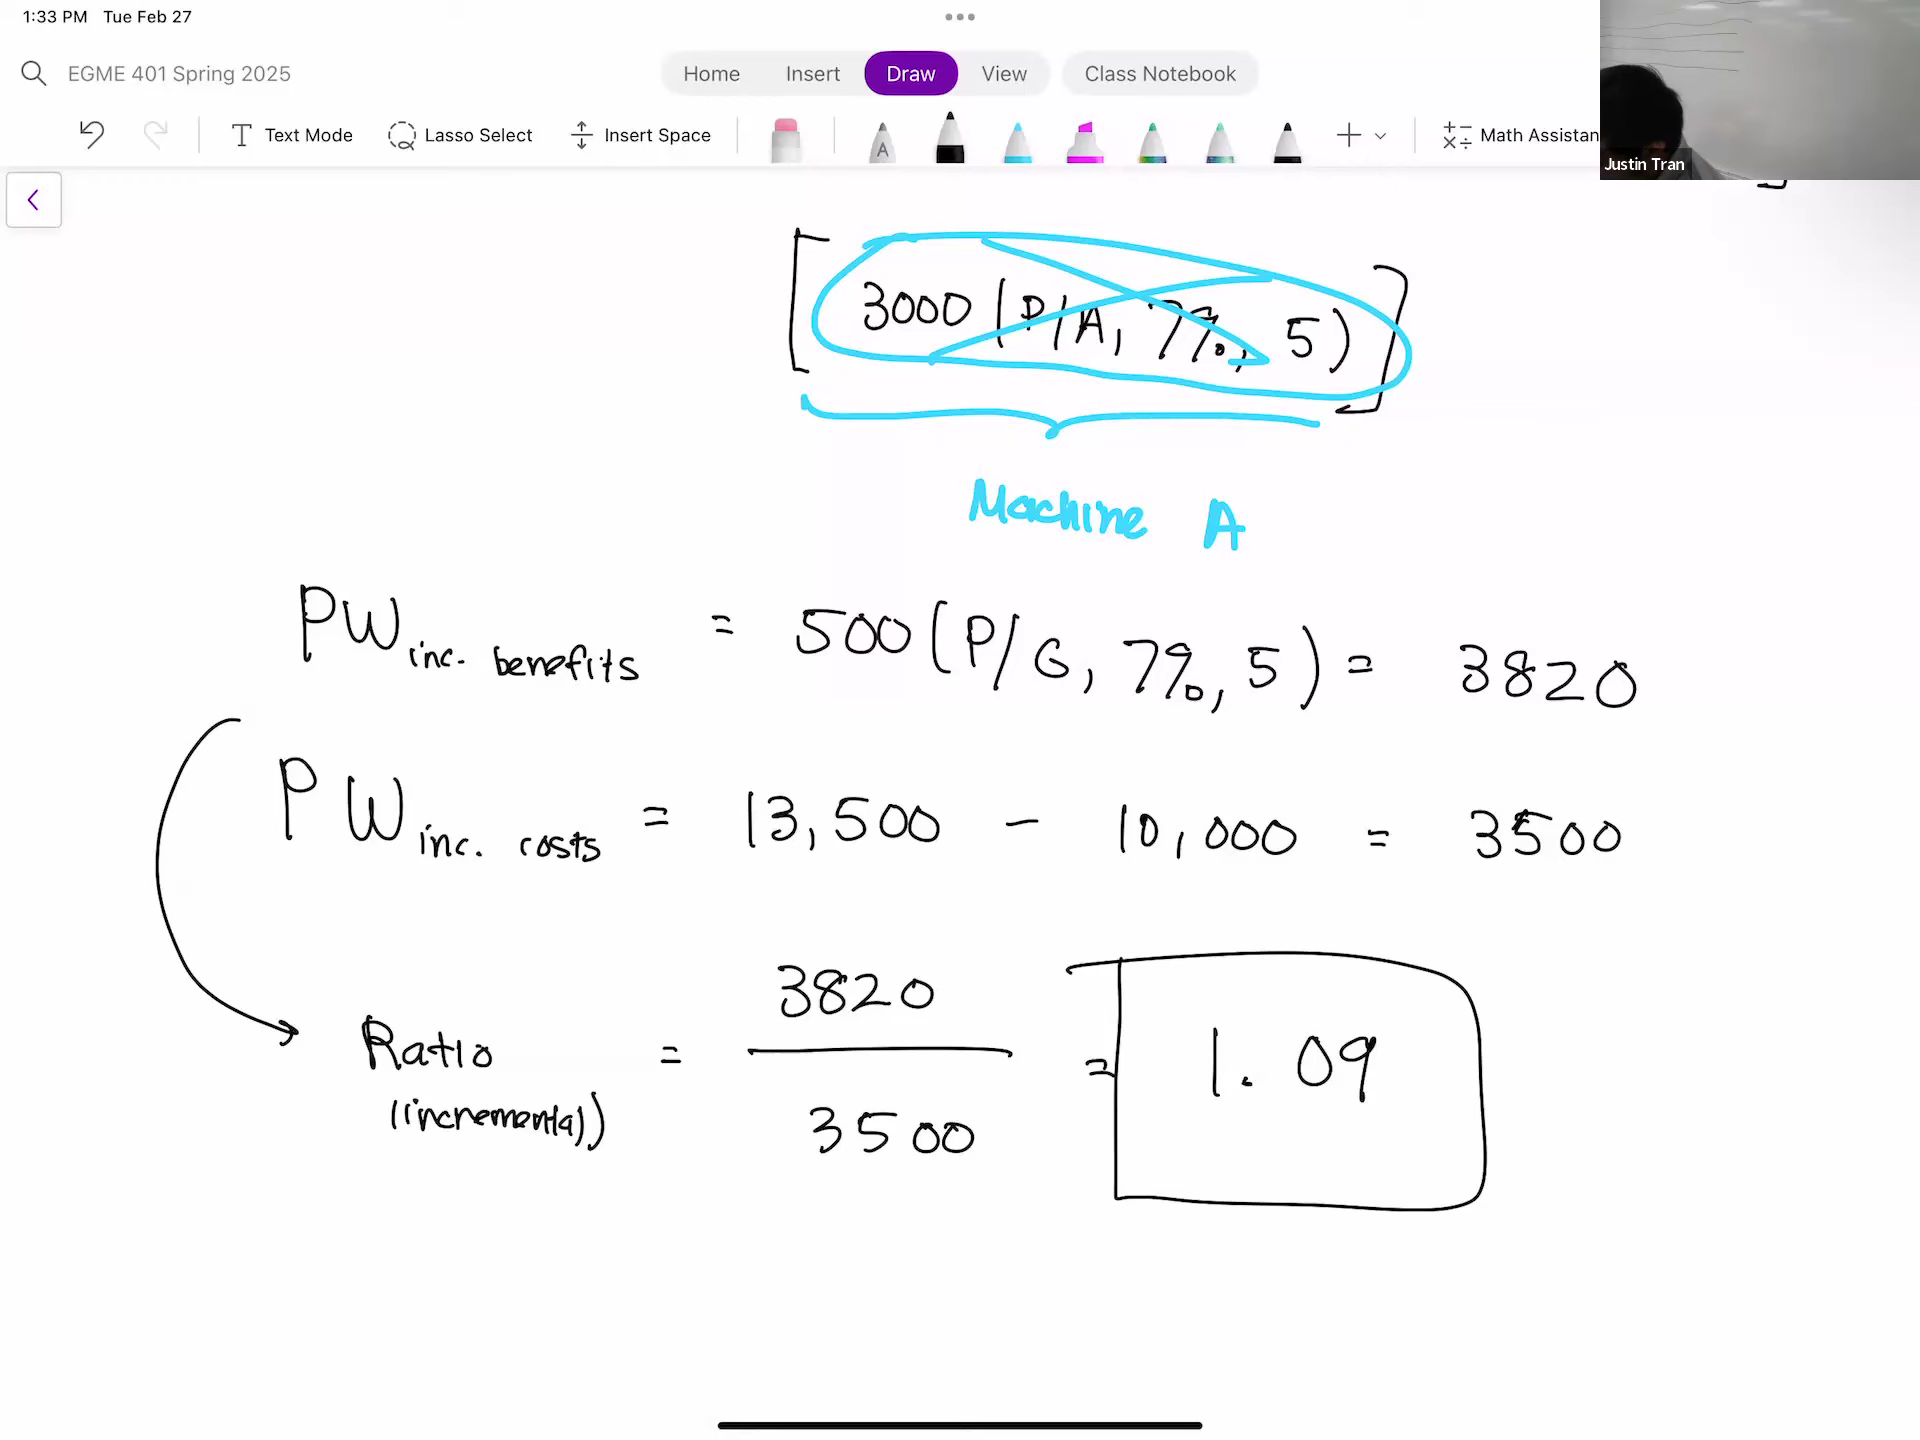 1:33 PM Tue Feb 27
EGME 401 Spring 2025
Home Insert Draw View Class Notebook
Text Mode Lasso Select Insert Space A Math Assistan
Justin Tran
[ 3000 (P/A, 7%, 5) ]
Machine A
PW inc. benefits = 500 (P/G, 7%, 5) = 3820
PW inc. costs = 13,500 - 10,000 = 3500
3820
Ratio = = 1.09
(incremental)
3500